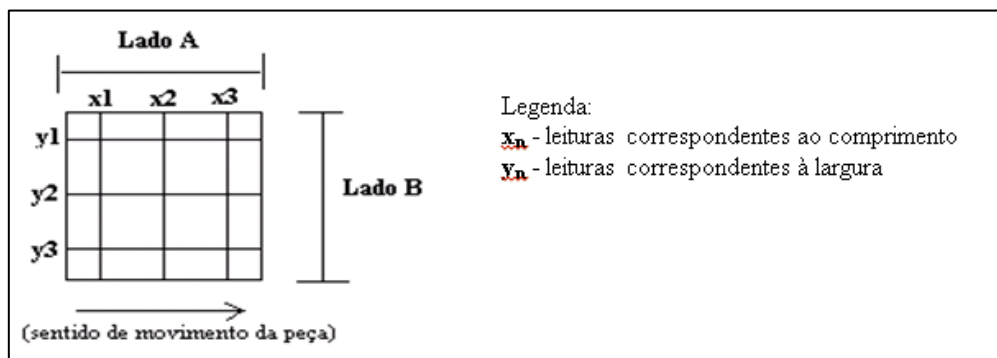 Lado A
x1 x2 x3
y1
y2
y3
Lado B
(sentido de movimento da peça)
Legenda:
xn - leituras correspondentes ao comprimento
yn - leituras correspondentes à largura